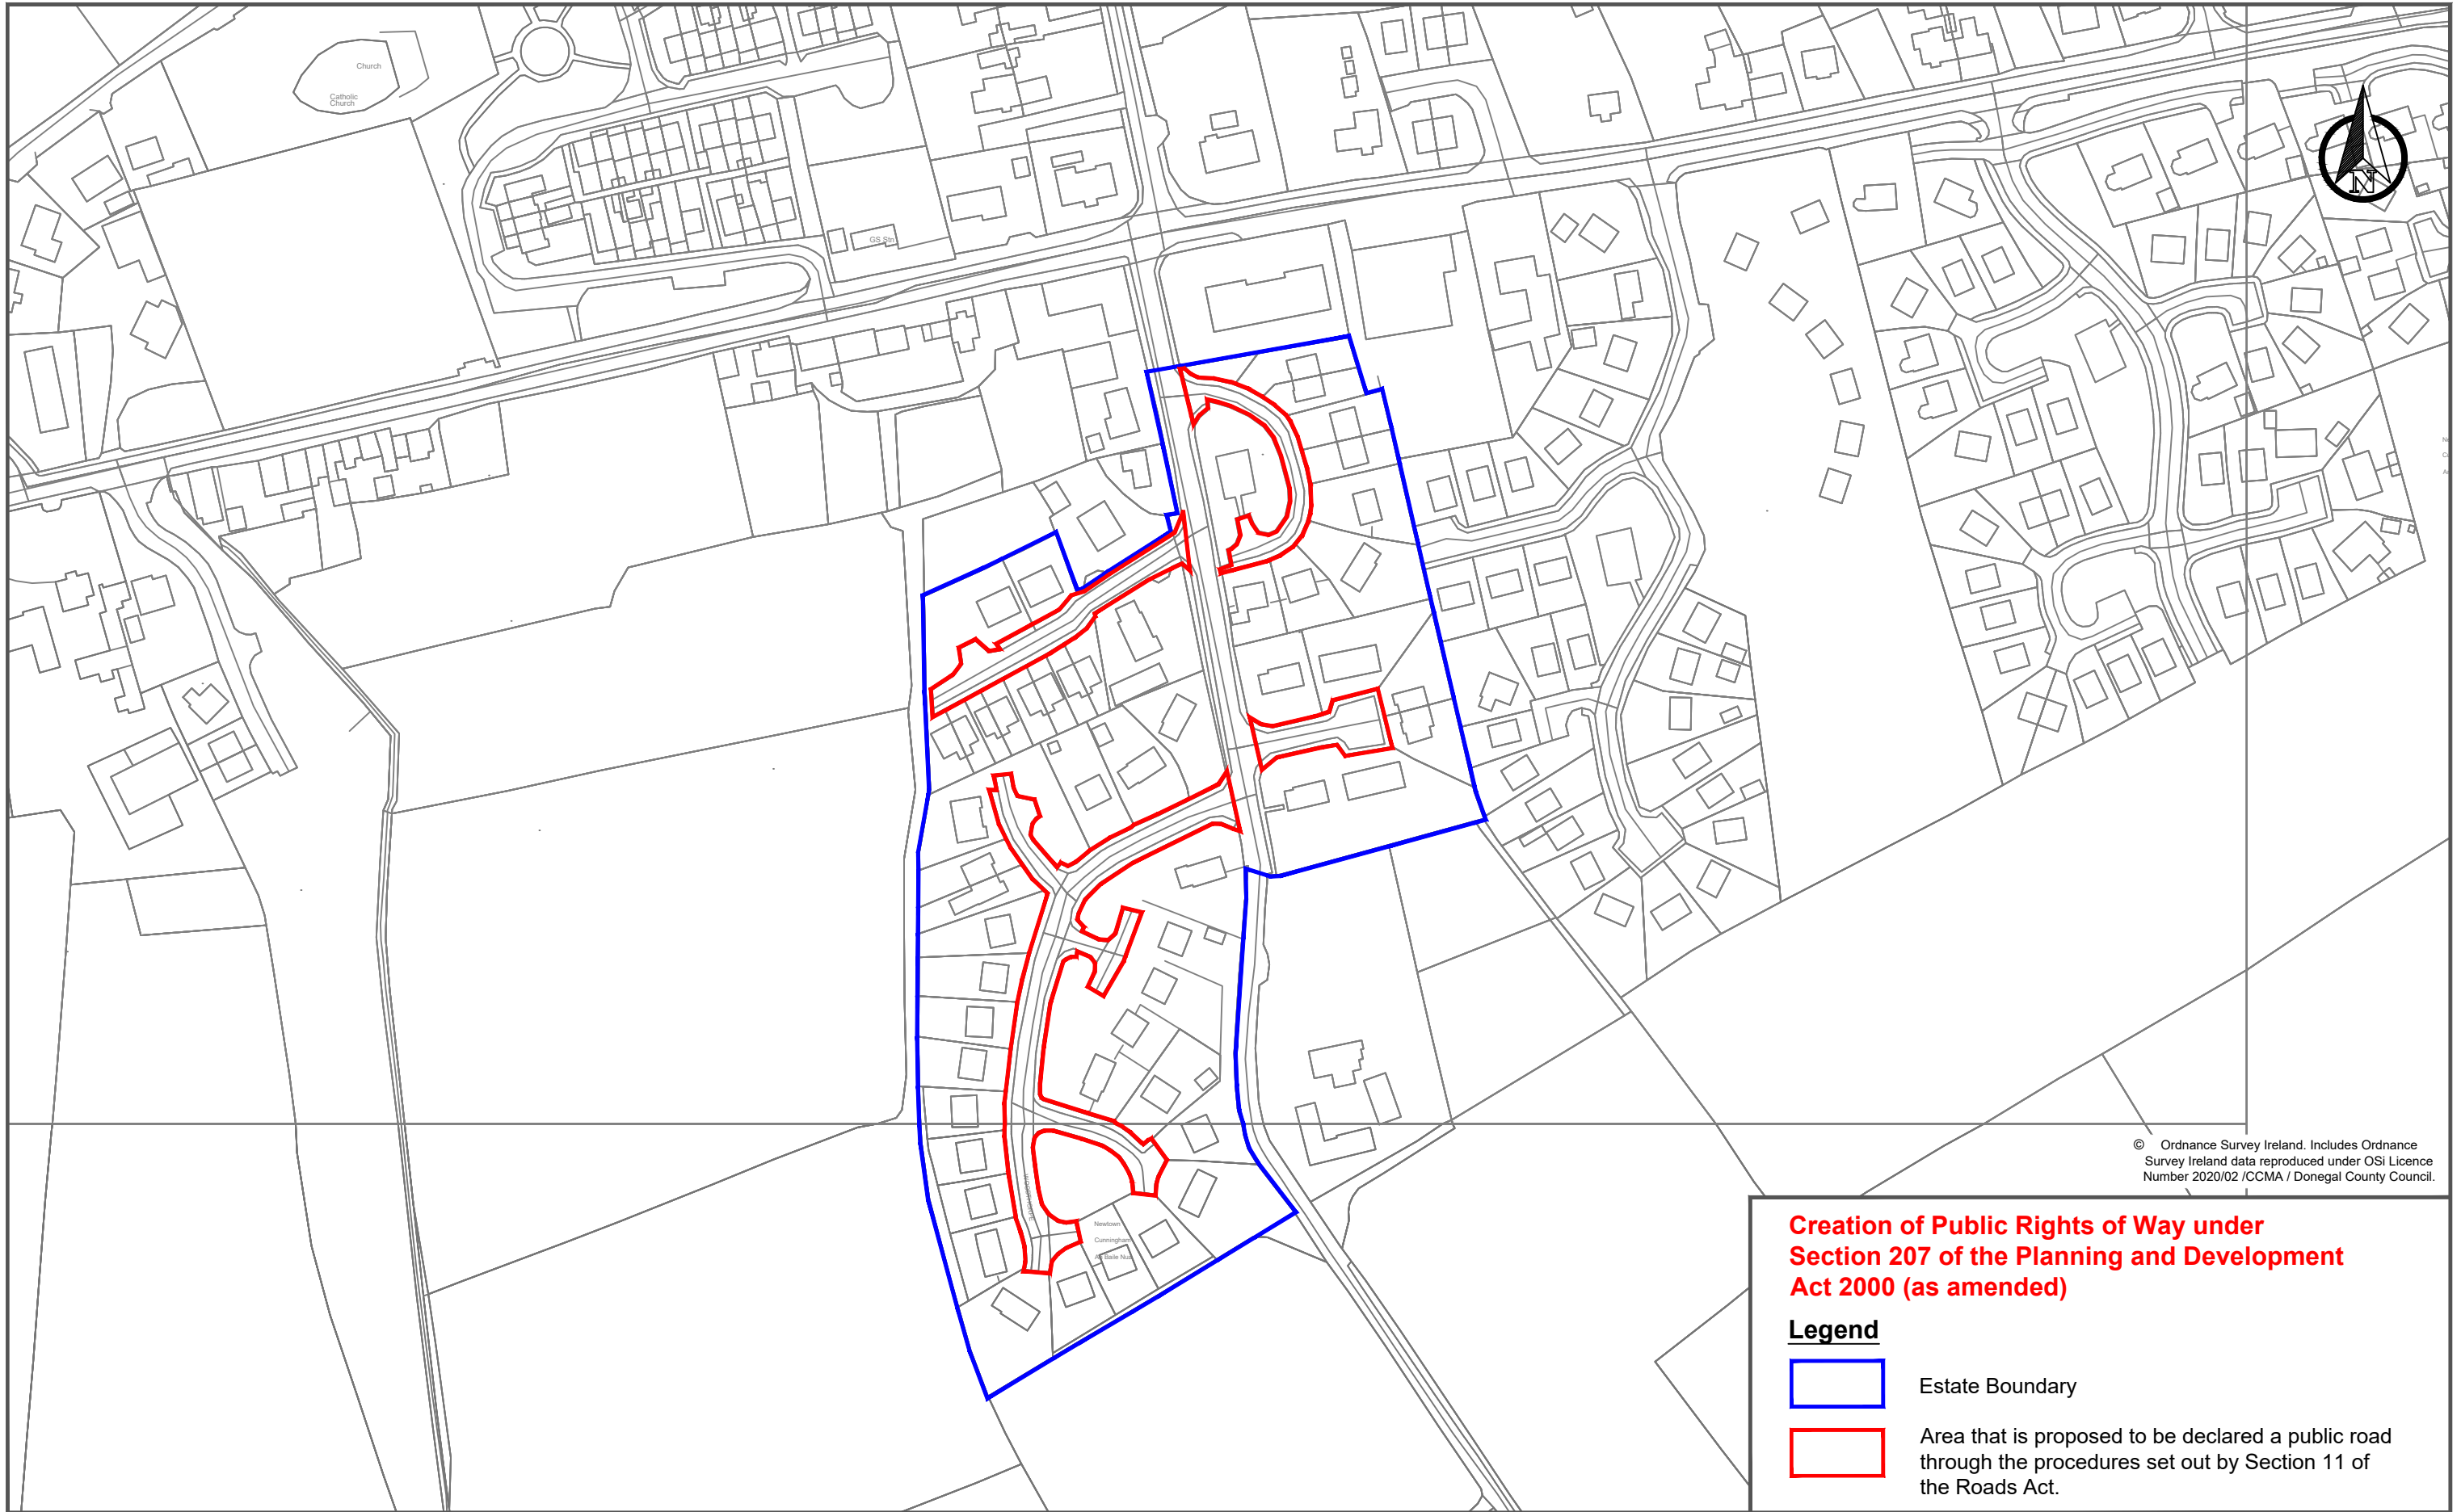 Church
Catholic
Church
GS Stn
N
Newtown
Cunningham
© Ordnance Survey Ireland. Includes Ordnance
Survey Ireland data reproduced under OSi Licence
Number 2020/02 /CCMA / Donegal County Council.
Creation of Public Rights of Way under
Section 207 of the Planning and Development
Act 2000 (as amended)
Legend
Estate Boundary
Area that is proposed to be declared a public road
through the procedures set out by Section 11 of
the Roads Act.